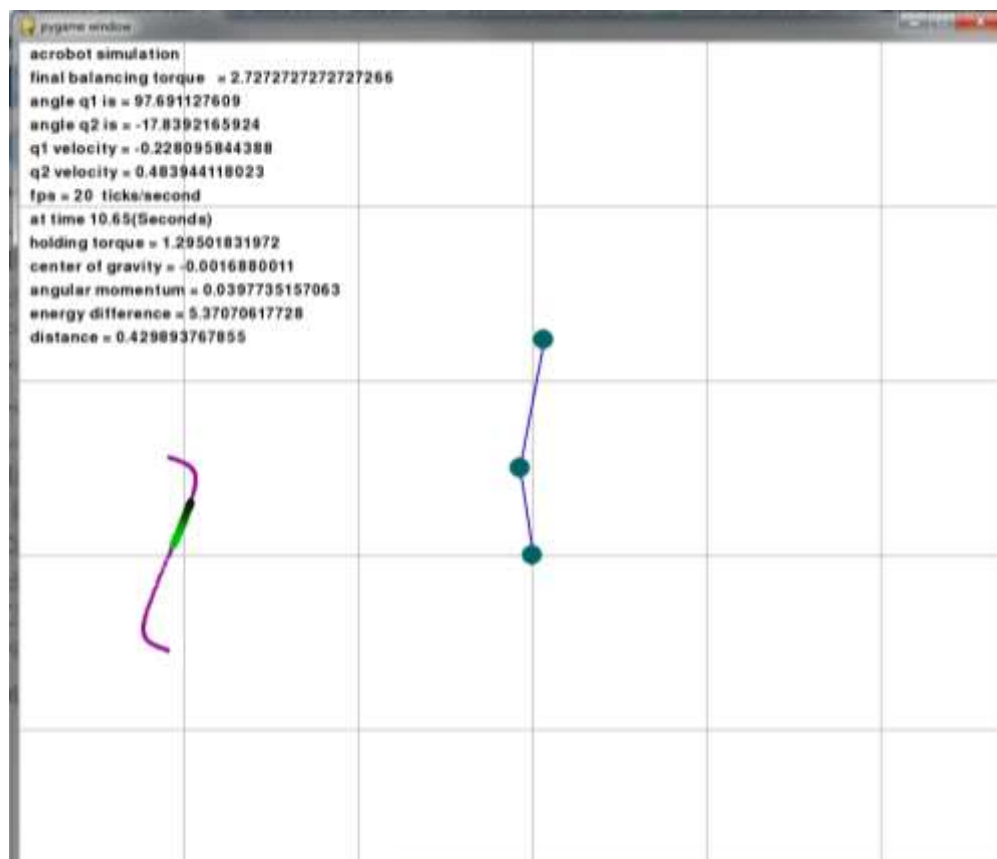 pygame window
acrobot simulation
final balancing torque = 2.7272727272727266
angle q1 is = 97.691127609
angle q2 is = -17.8392165924
q1 velocity = -0.228095844388
q2 velocity = 0.483944118023
fps = 20 ticks/second
at time 10.65(Seconds)
holding torque = 1.29501831972
center of gravity = -0.0016880011
angular momentum = 0.0397735157063
energy difference = 5.37070617728
distance = 0.429893767855